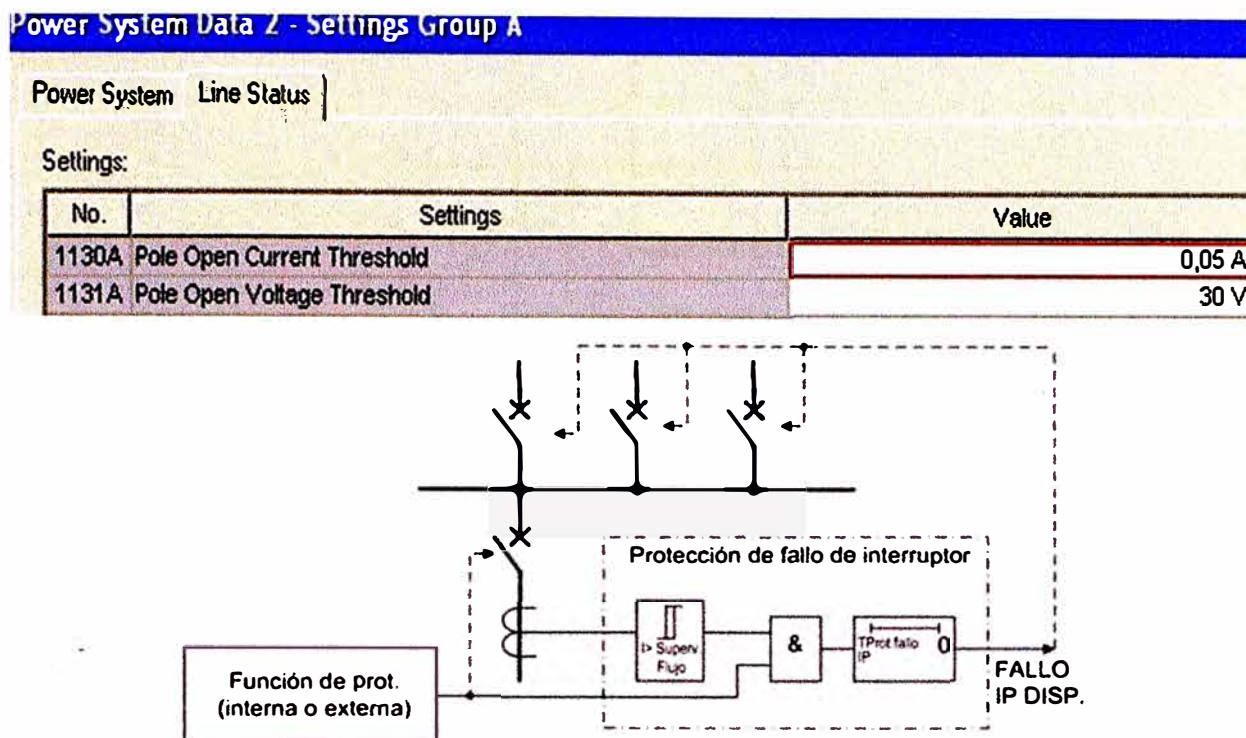 Power System Data 2 - Settings Group A
Power System Line Status
Settings:
No. Settings Value
1130A Pole Open Current Threshold 0,05 A
1131A Pole Open Voltage Threshold 30 V
Protección de fallo de interruptor
I> Superv
Flujo
&
TProt fallo
IP
0
FALLO
IP DISP.
Función de prot.
(interna o externa)